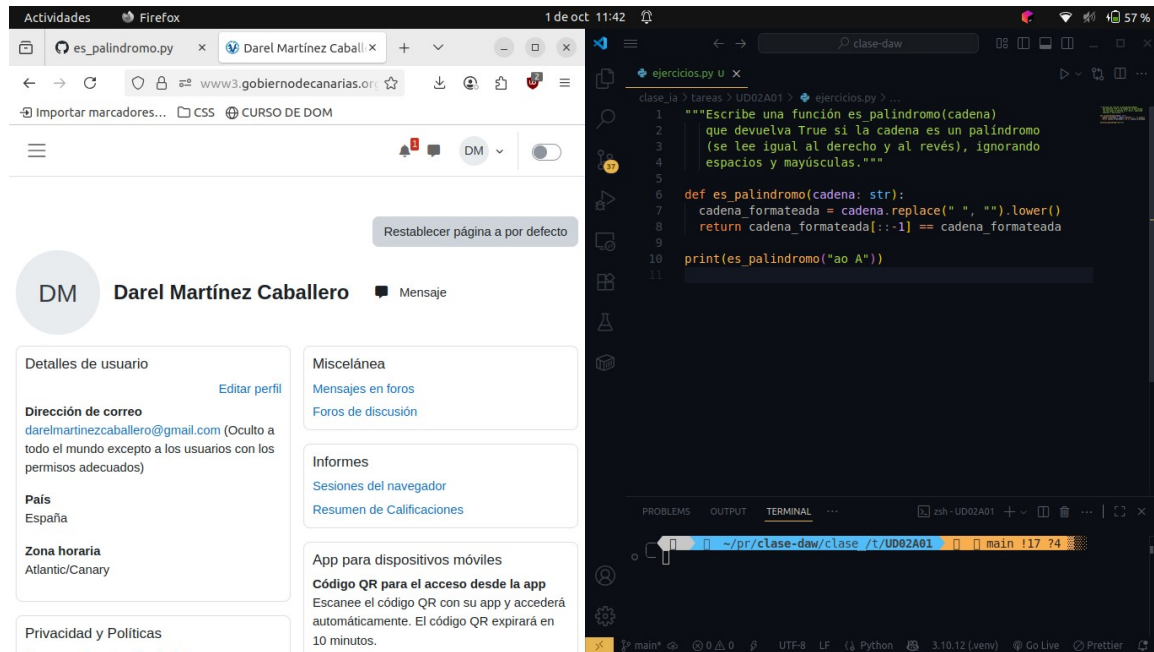 Actividades Firefox 1 de oct 11:42 57 %
es_palindromo.py × Darel Martínez Caball ×
www3.gobiernodecanarias.org
Importar marcadores... CSS CURSO DE DOM
1 DM
Restablecer página a por defecto
DM Darel Martínez Caballero Mensaje
Detalles de usuario
Editar perfil
Dirección de correo
darelmartinezcaballero@gmail.com (Oculto a
todo el mundo excepto a los usuarios con los
permisos adecuados)
País
España
Zona horaria
Atlantic/Canary
Privacidad y Políticas
Miscelánea
Mensajes en foros
Foros de discusión
Informes
Sesiones del navegador
Resumen de Calificaciones
App para dispositivos móviles
Código QR para el acceso desde la app
Escanee el código QR con su app y accederá
automáticamente. El código QR expirará en
10 minutos.
clase-daw
ejercicios.py U ×
clase_ia > tareas > UD02A01 > ejercicios.py > ...
37
1 """Escribe una función es_palindromo(cadena)
2 que devuelva True si la cadena es un palíndromo
3 (se lee igual al derecho y al revés), ignorando
4 espacios y mayúsculas."""
5
6 def es_palindromo(cadena: str):
7 cadena_formateada = cadena.replace(" ", "").lower()
8 return cadena_formateada[::-1] == cadena_formateada
9
10 print(es_palindromo("ao A"))
11
PROBLEMS OUTPUT TERMINAL ... zsh - UD02A01
~/pr/clase-daw/clase_/t/UD02A01 main !17 ?4
main* 0 0 UTF-8 LF Python 3.10.12 (.venv) Go Live Prettier